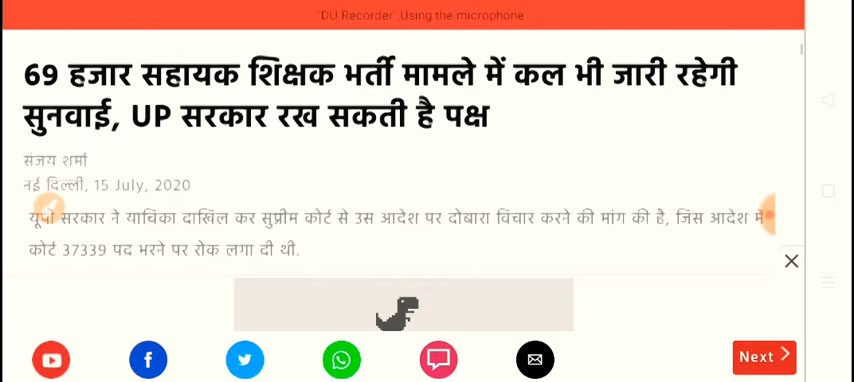 "DU Recorder",Using the microphone
69 हजार सहायक शिक्षक भर्ती मामले में कल भी जारी रहेगी
सुनवाई, UP सरकार रख सकती है पक्ष
संजय शर्मा
नई दिल्ली, 15 July, 2020
यूपी सरकार ने याचिका दाखिल कर सुप्रीम कोर्ट से उस आदेश पर दोबारा विचार करने की मांग की है, जिस आदेश में
कोर्ट 37339 पद भरने पर रोक लगा दी थी.
Next